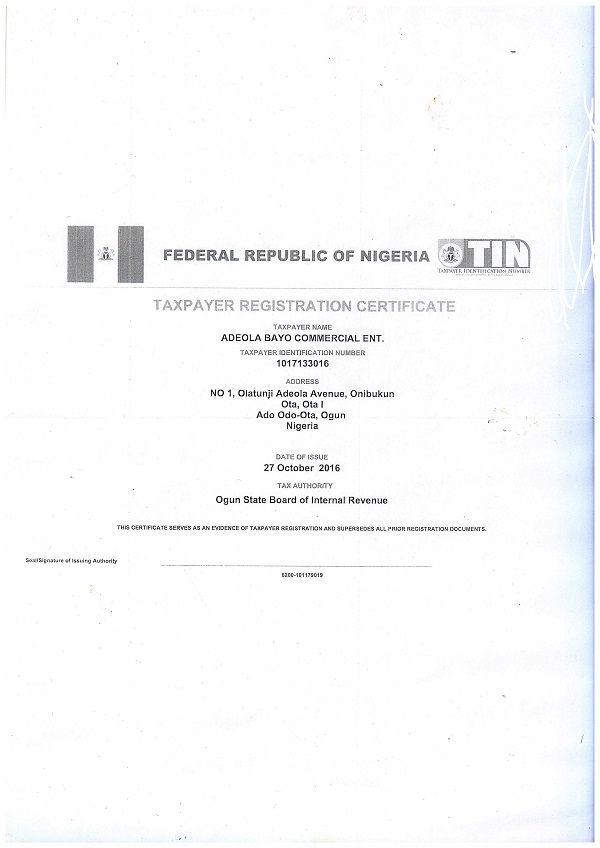 FEDERAL REPUBLIC OF NIGERIA
TIN
TAXPAYER IDENTIFICATION NUMBER
TAXPAYER REGISTRATION CERTIFICATE
TAXPAYER NAME
ADEOLA BAYO COMMERCIAL ENT.
TAXPAYER IDENTIFICATION NUMBER
1017133016
ADDRESS
NO 1, Olatunji Adeola Avenue, Onibukun
Ota, Ota I
Ado Odo-Ota, Ogun
Nigeria
DATE OF ISSUE
27 October 2016
TAX AUTHORITY
Ogun State Board of Internal Revenue
THIS CERTIFICATE SERVES AS AN EVIDENCE OF TAXPAYER REGISTRATION AND SUPERSEDES ALL PRIOR REGISTRATION DOCUMENTS.
Seal/Signature of Issuing Authority
6200-101179019